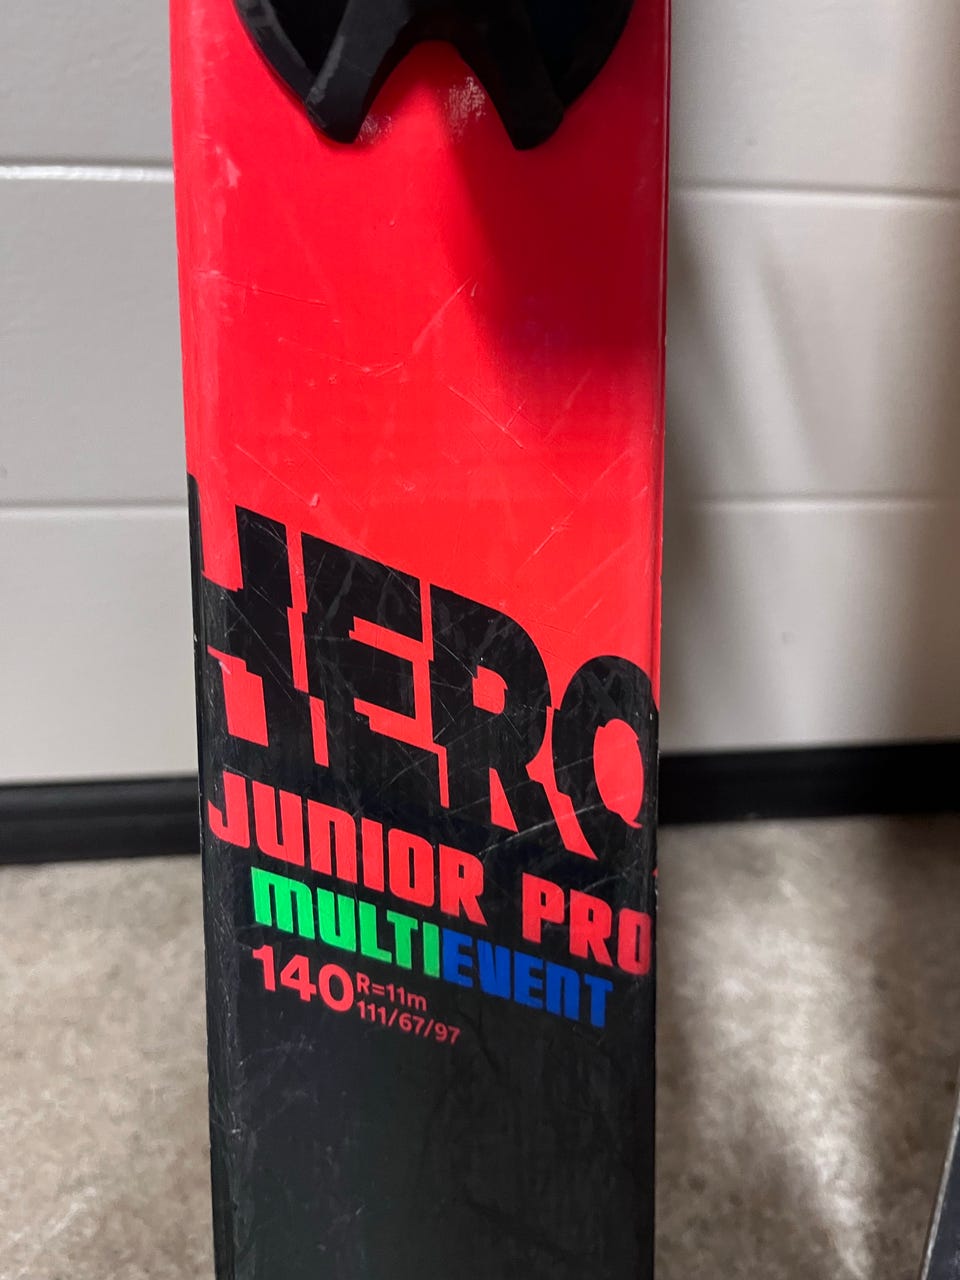 HERO
JUNIOR PRO
MULTIEVENT
140 R=11m
111/67/97